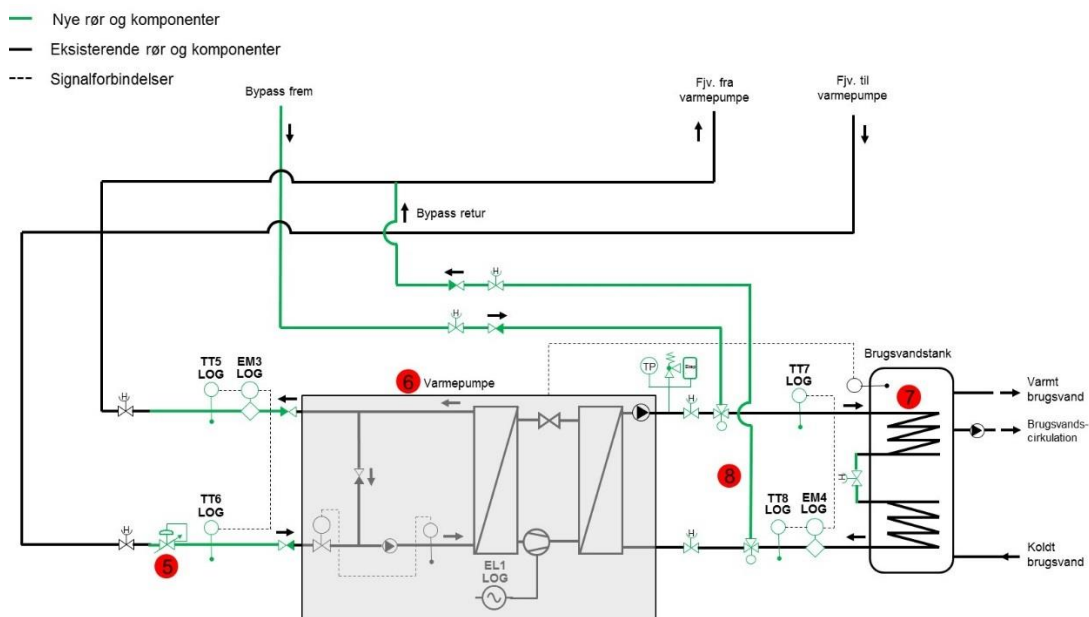 Nye rør og komponenter
Eksisterende rør og komponenter
Signalforbindelser
Bypass frem
Fjv. fra
varmepumpe
Fjv. til
varmepumpe
Bypass retur
H
H
TT5
LOG
EM3
LOG
6
Varmepumpe
TP
TT7
LOG
Brugsvandstank
7
Varmt
brugsvand
Brugsvands-
cirkulation
H
H
H
8
TT6
LOG
TT8
LOG
EM4
LOG
H
H
5
EL1
LOG
Koldt
brugsvand